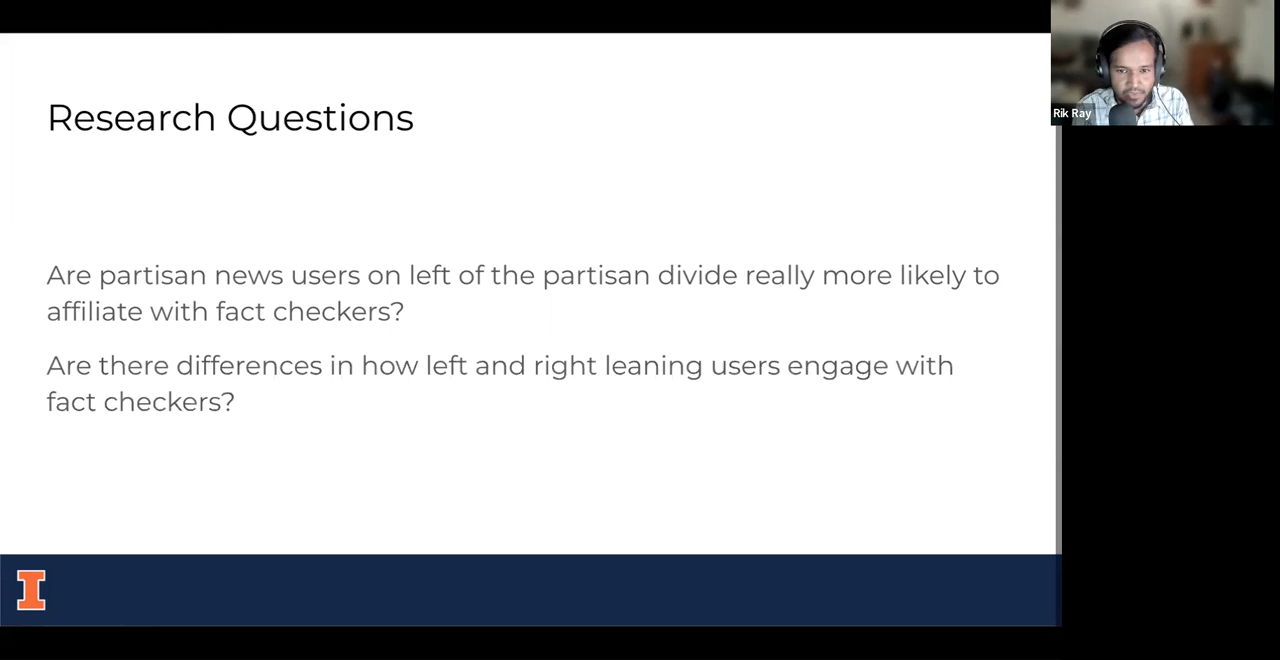 Research Questions
Are partisan news users on left of the partisan divide really more likely to
affiliate with fact checkers?
Are there differences in how left and right leaning users engage with
fact checkers?
Rik Ray
I